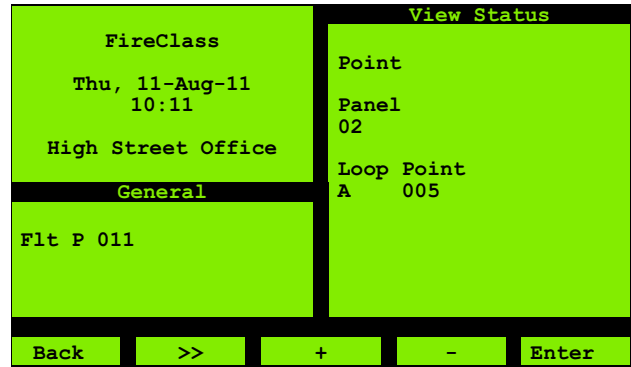 FireClass
Thu, 11-Aug-11
10:11
High Street Office
General
Flt P 011
View Status
Point
Panel
02
Loop Point
A 005
Back >> + - Enter